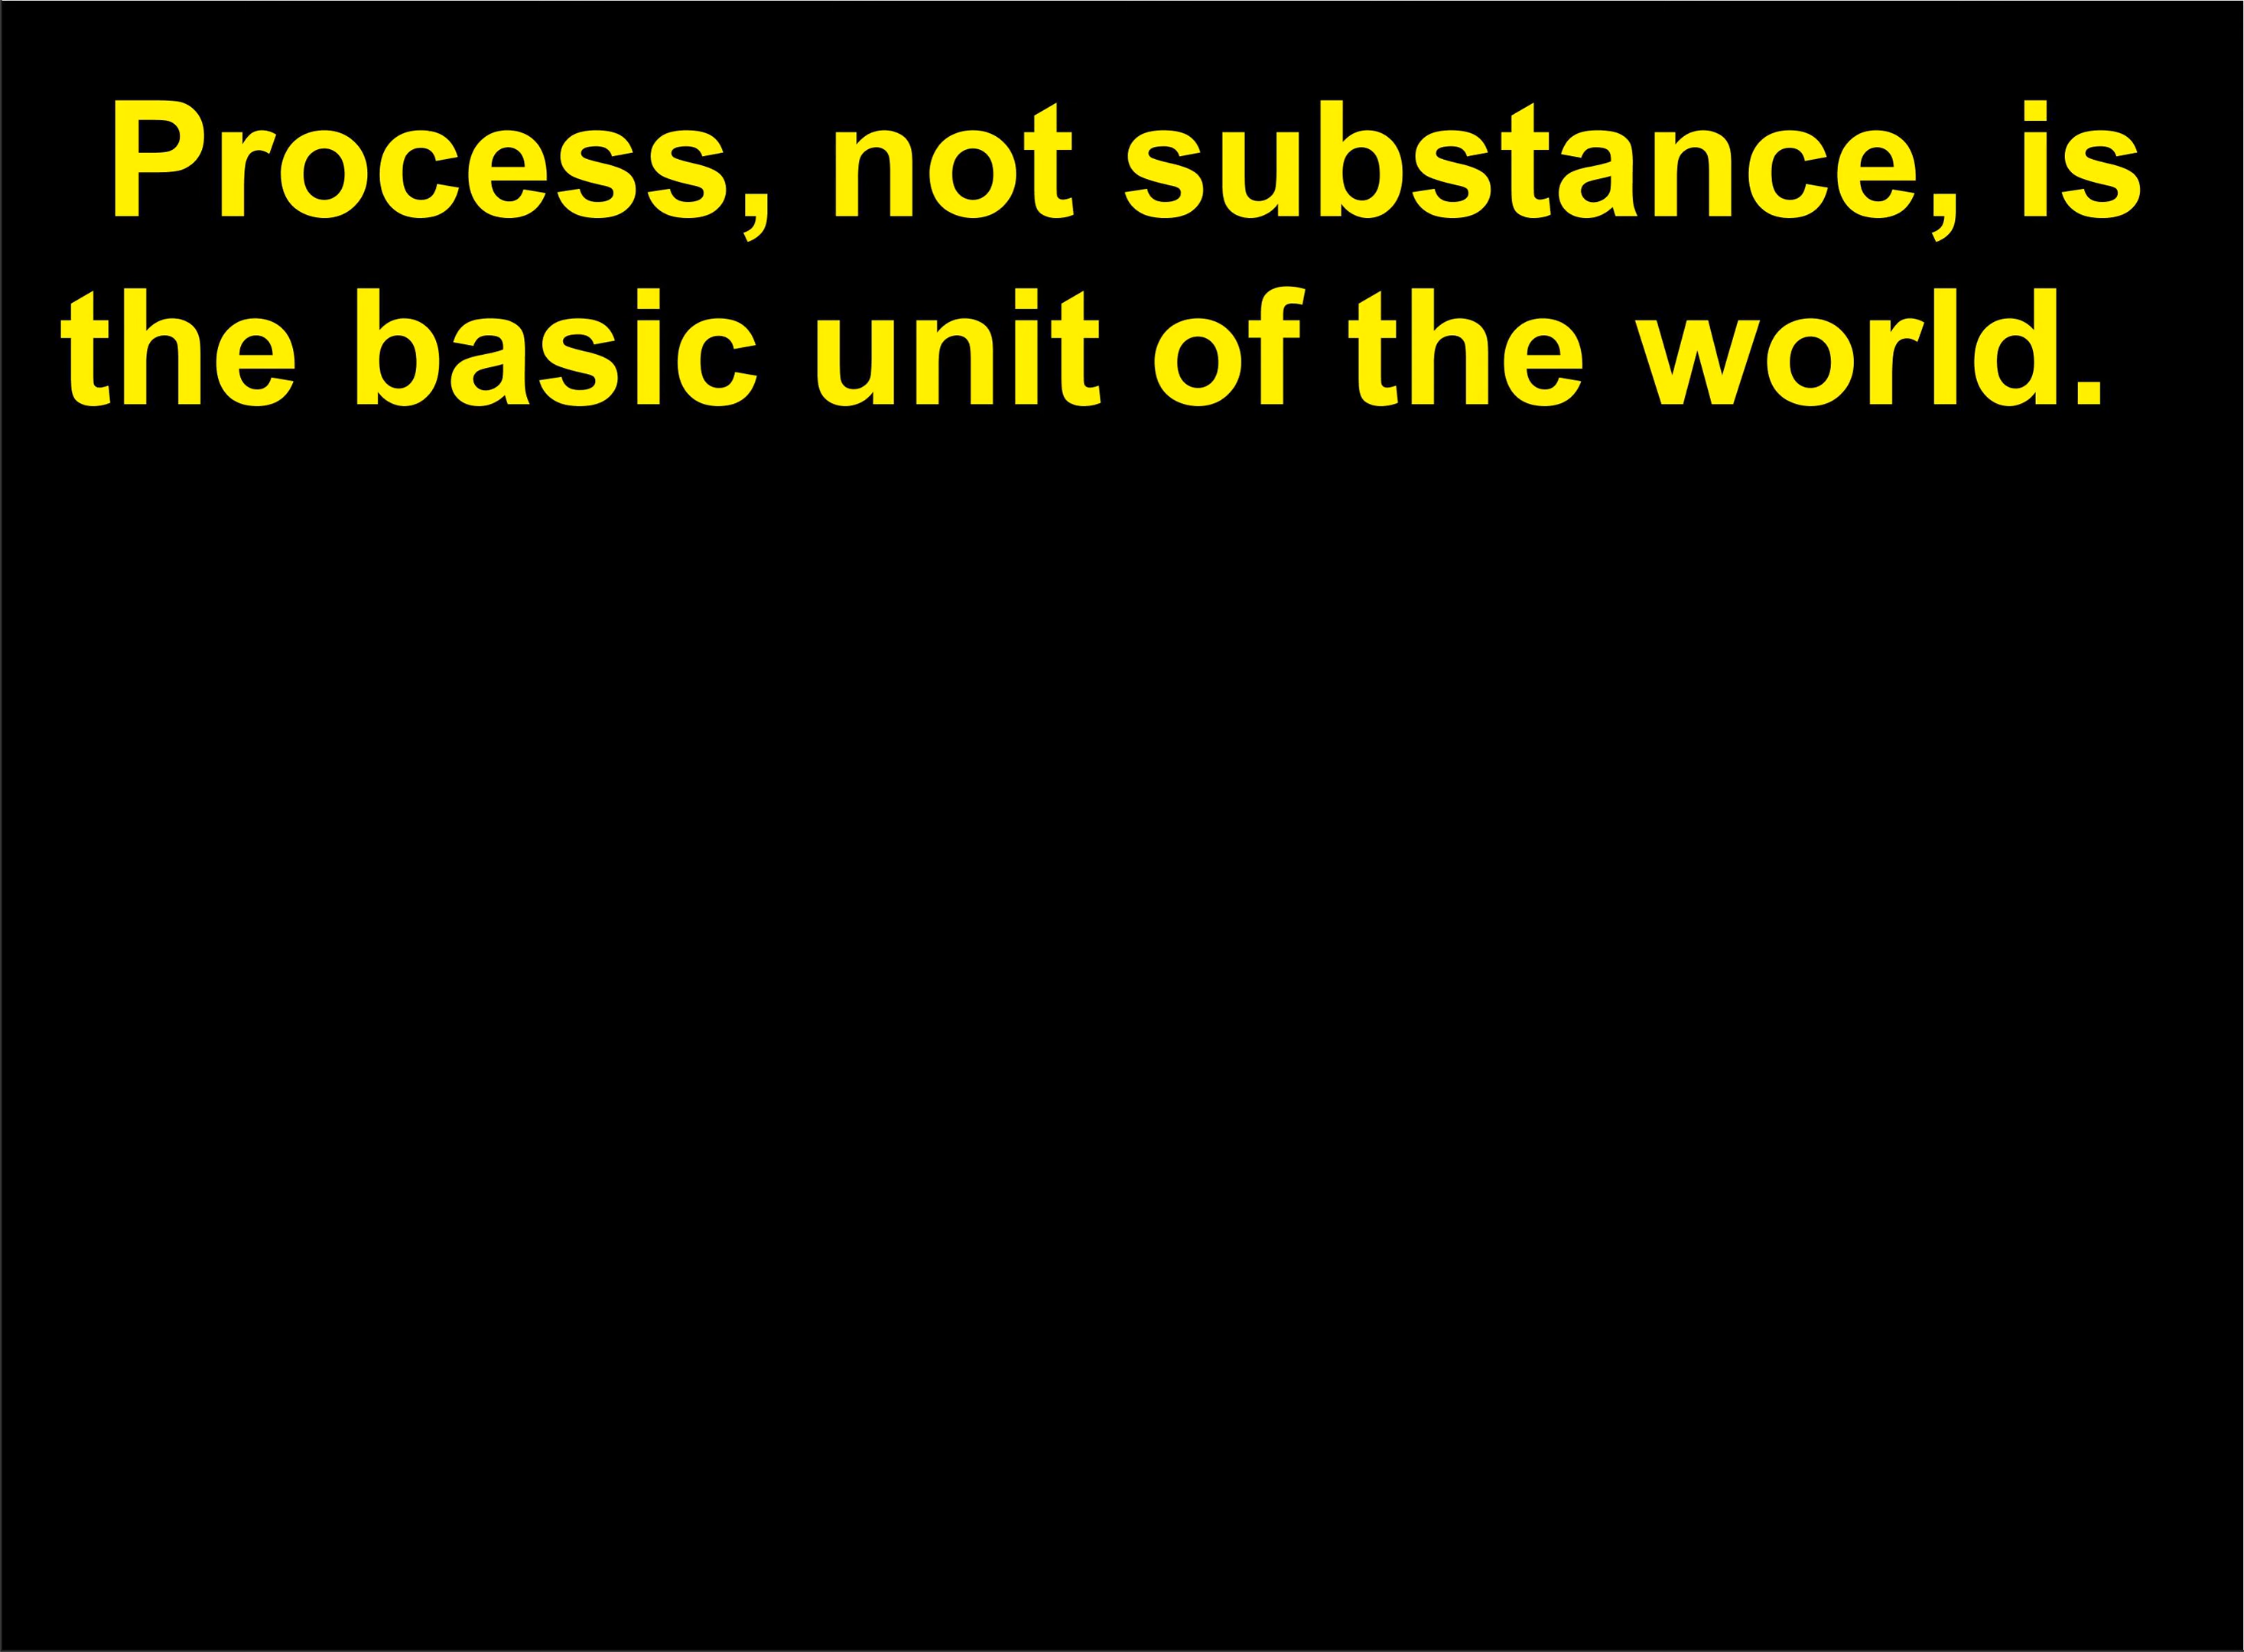 Process, not substance, is
the basic unit of the world.